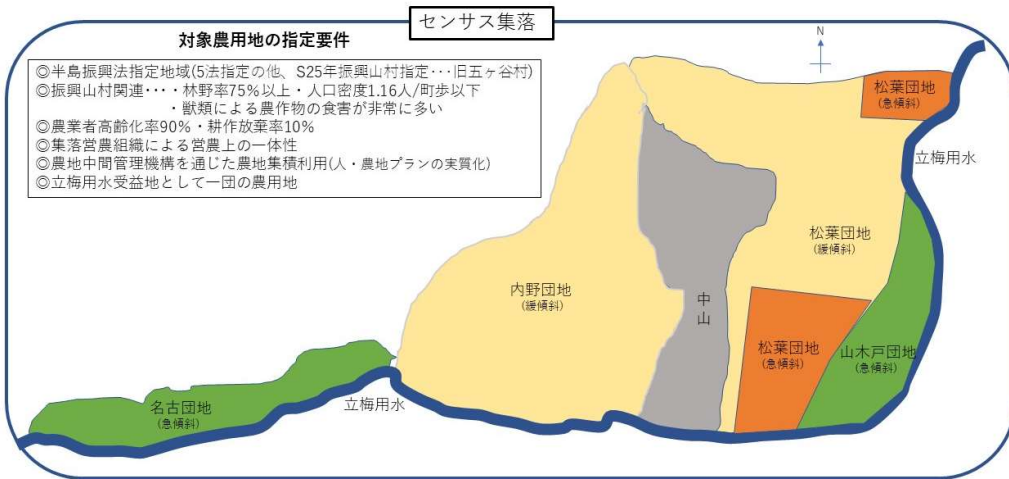 センサス集落
対象農用地の指定要件
◎半島振興法指定地域(5法指定の他、S25年振興山村指定･･･旧五ヶ谷村)
◎振興山村関連････林野率75%以上・人口密度1.16人/町歩以下
・獣類による農作物の食害が非常に多い
◎農業者高齢化率90%・耕作放棄率10%
◎集落営農組織による営農上の一体性
◎農地中間管理機構を通じた農地集積利用(人・農地プランの実質化)
◎立梅用水受益地として一団の農用地
N
松葉団地
(急傾斜)
立梅用水
松葉団地
(緩傾斜)
内野団地
(緩傾斜)
中山
松葉団地
(急傾斜)
山木戸団地
(急傾斜)
名古団地
(急傾斜)
立梅用水